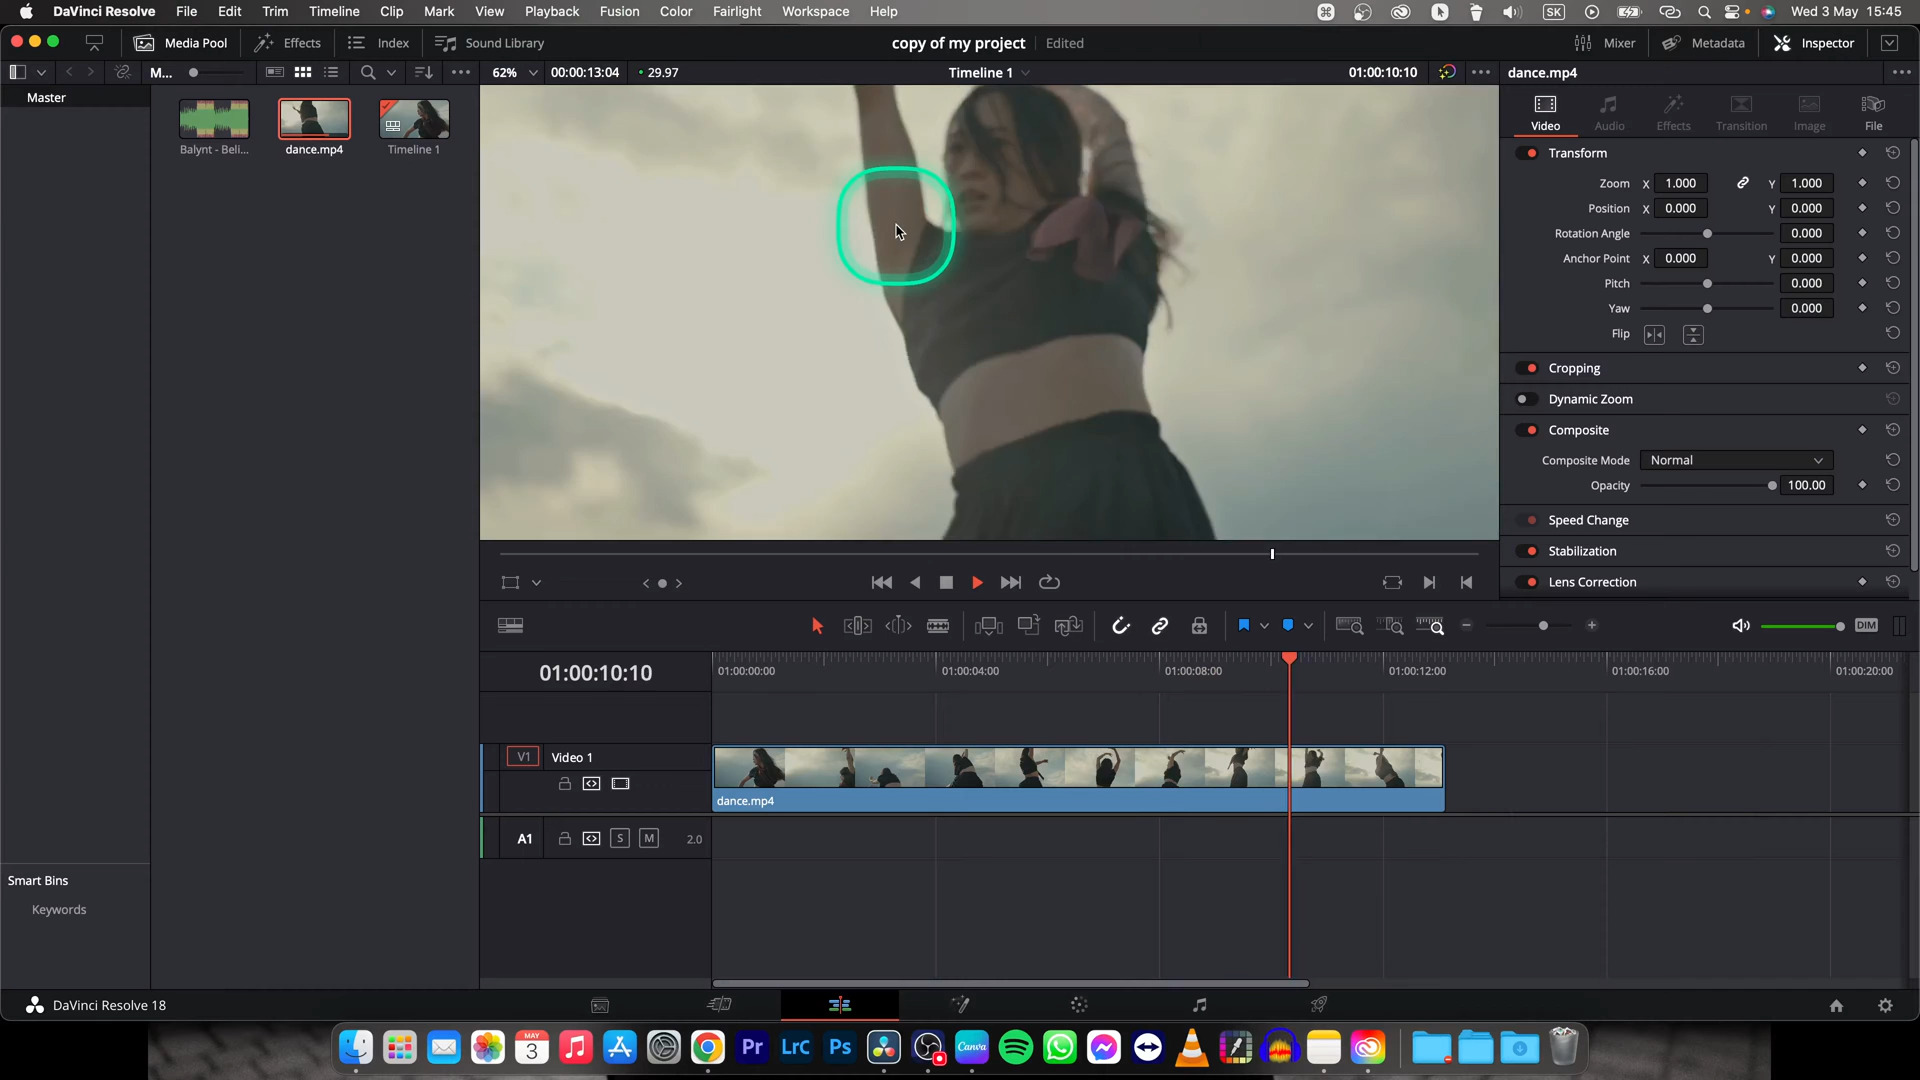 DaVinci Resolve File Edit Trim Timeline Clip Mark View Playback Fusion Color Fairlight Workspace Help SK Wed 3 May 15:45
Media Pool Effects Index Sound Library copy of my project Edited Mixer Metadata Inspector
M... 62% 00:00:13:04 29.97 Timeline 1 01:00:10:10 dance.mp4
Master
Balynt - Beli...
dance.mp4
Timeline 1
Video Audio Effects Transition Image File
Transform
Zoom X 1.000 Y 1.000
Position X 0.000 Y 0.000
Rotation Angle 0.000
Anchor Point X 0.000 Y 0.000
Pitch 0.000
Yaw 0.000
Flip
Cropping
Dynamic Zoom
Composite
Composite Mode Normal
Opacity 100.00
Speed Change
Stabilization
Lens Correction
DIM
01:00:10:10 01:00:00:00 01:00:04:00 01:00:08:00 01:00:12:00 01:00:16:00 01:00:20:00
V1 Video 1
dance.mp4
A1 S M 2.0
Smart Bins
Keywords
DaVinci Resolve 18
MAY
3
Pr LrC Ps Canva